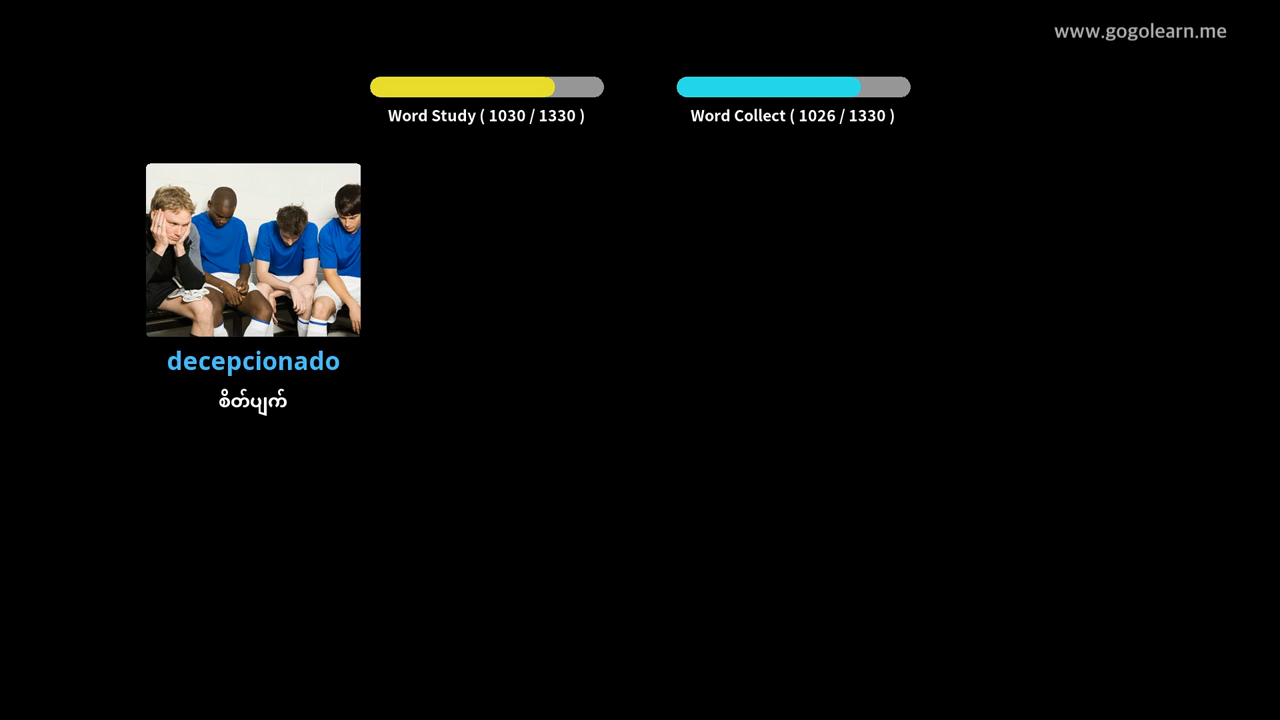 www.gogolearn.me
Word Study ( 1030 / 1330 )
Word Collect ( 1026 / 1330 )
decepcionado
စိတ်ပျက်